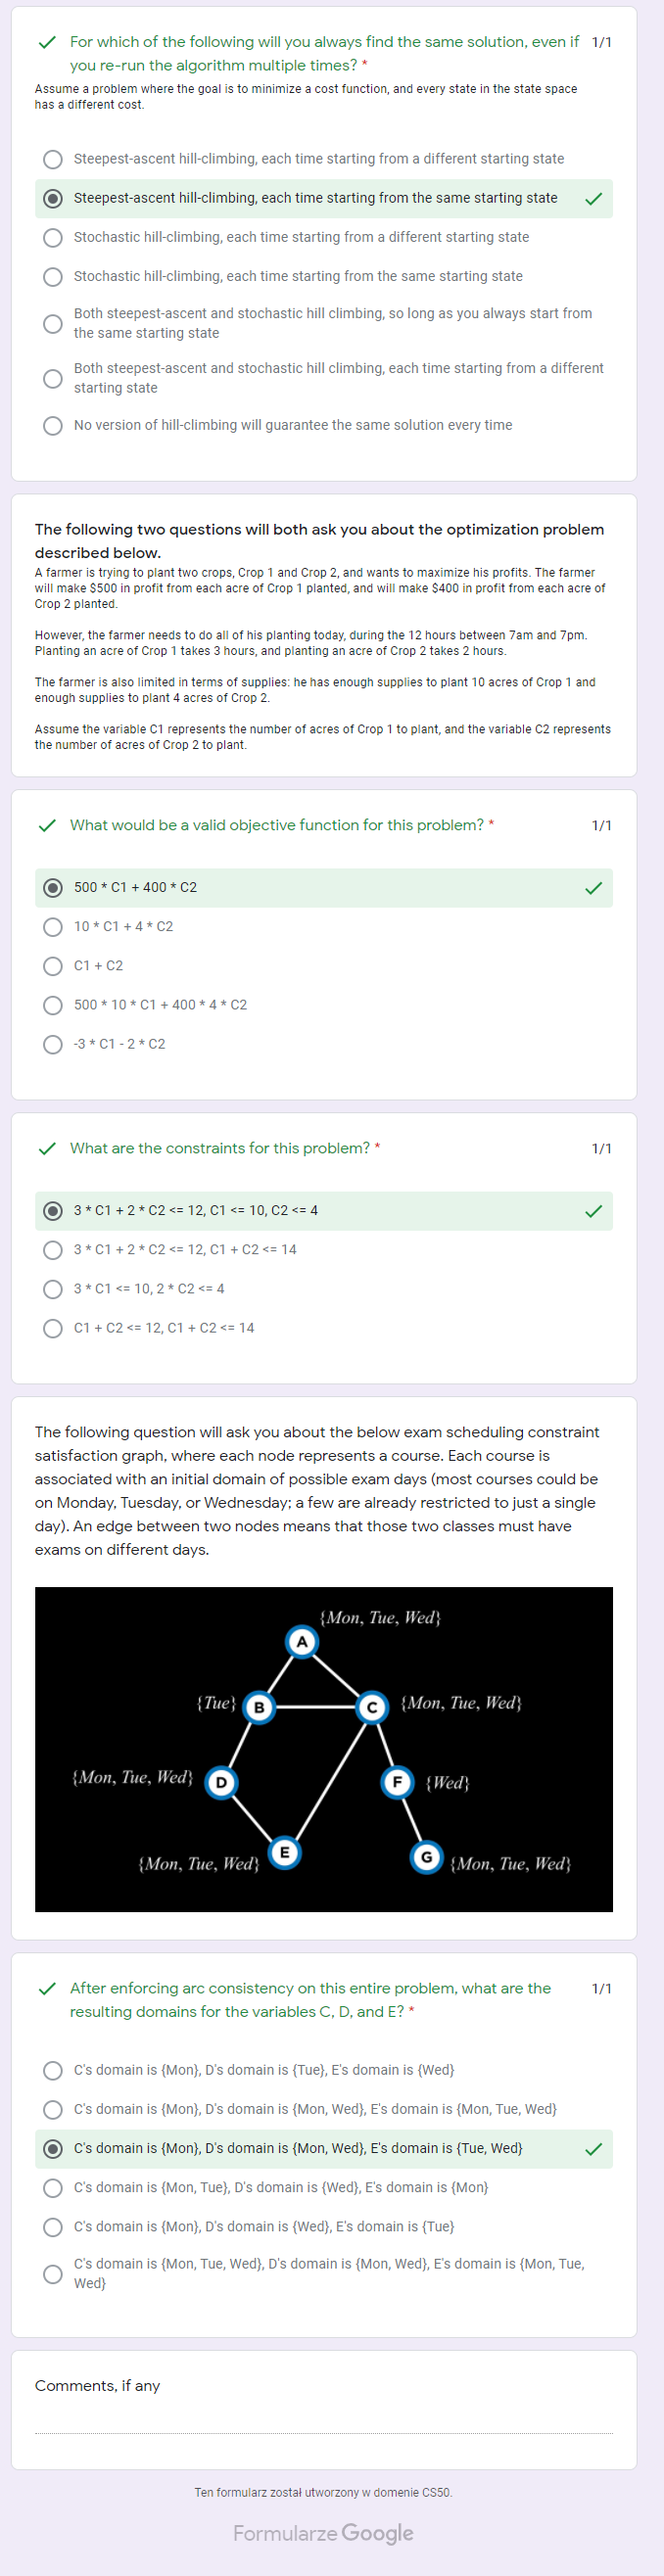 For which of the following will you always find the same solution, even if 1/1
you re-run the algorithm multiple times? *
Assume a problem where the goal is to minimize a cost function, and every state in the state space
has a different cost.
Steepest-ascent hill-climbing, each time starting from a different starting state
Steepest-ascent hill-climbing, each time starting from the same starting state
Stochastic hill-climbing, each time starting from a different starting state
Stochastic hill-climbing, each time starting from the same starting state
Both steepest-ascent and stochastic hill climbing, so long as you always start from
the same starting state
Both steepest-ascent and stochastic hill climbing, each time starting from a different
starting state
No version of hill-climbing will guarantee the same solution every time
The following two questions will both ask you about the optimization problem
described below.
A farmer is trying to plant two crops, Crop 1 and Crop 2, and wants to maximize his profits. The farmer
will make $500 in profit from each acre of Crop 1 planted, and will make $400 in profit from each acre of
Crop 2 planted.
However, the farmer needs to do all of his planting today, during the 12 hours between 7am and 7pm.
Planting an acre of Crop 1 takes 3 hours, and planting an acre of Crop 2 takes 2 hours.
The farmer is also limited in terms of supplies: he has enough supplies to plant 10 acres of Crop 1 and
enough supplies to plant 4 acres of Crop 2.
Assume the variable C1 represents the number of acres of Crop 1 to plant, and the variable C2 represents
the number of acres of Crop 2 to plant.
What would be a valid objective function for this problem? * 1/1
500 * C1 + 400 * C2
10 * C1 + 4 * C2
C1 + C2
500 * 10 * C1 + 400 * 4 * C2
-3 * C1 - 2 * C2
What are the constraints for this problem? * 1/1
3 * C1 + 2 * C2 <= 12, C1 <= 10, C2 <= 4
3 * C1 + 2 * C2 <= 12, C1 + C2 <= 14
3 * C1 <= 10, 2 * C2 <= 4
C1 + C2 <= 12, C1 + C2 <= 14
The following question will ask you about the below exam scheduling constraint
satisfaction graph, where each node represents a course. Each course is
associated with an initial domain of possible exam days (most courses could be
on Monday, Tuesday, or Wednesday; a few are already restricted to just a single
day). An edge between two nodes means that those two classes must have
exams on different days.
{Mon, Tue, Wed}
A
{Tue} B C {Mon, Tue, Wed}
{Mon, Tue, Wed} D F {Wed}
{Mon, Tue, Wed} E G {Mon, Tue, Wed}
After enforcing arc consistency on this entire problem, what are the 1/1
resulting domains for the variables C, D, and E? *
C's domain is {Mon}, D's domain is {Tue}, E's domain is {Wed}
C's domain is {Mon}, D's domain is {Mon, Wed}, E's domain is {Mon, Tue, Wed}
C's domain is {Mon}, D's domain is {Mon, Wed}, E's domain is {Tue, Wed}
C's domain is {Mon, Tue}, D's domain is {Wed}, E's domain is {Mon}
C's domain is {Mon}, D's domain is {Wed}, E's domain is {Tue}
C's domain is {Mon, Tue, Wed}, D's domain is {Mon, Wed}, E's domain is {Mon, Tue,
Wed}
Comments, if any
Ten formularz został utworzony w domenie CS50.
Formularze Google